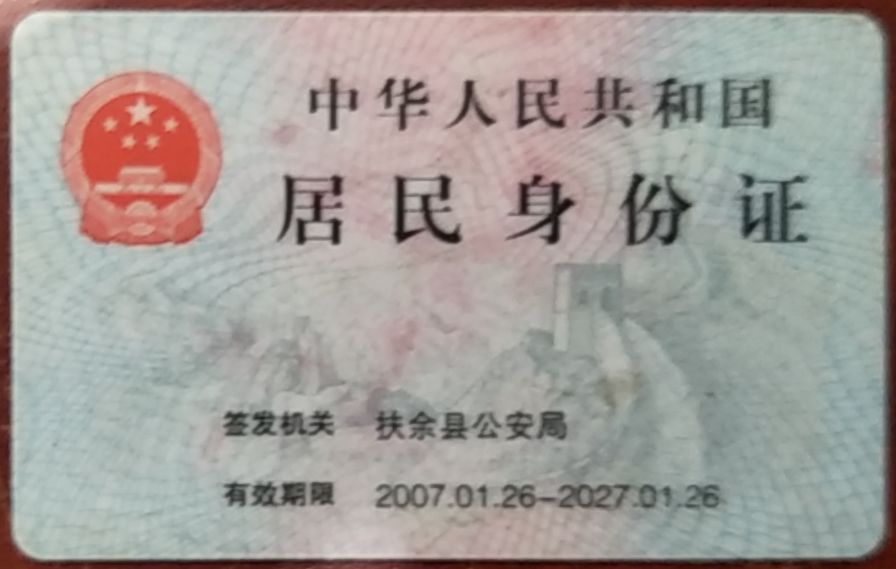 中华人民共和国
居民身份证
签发机关 扶余县公安局
有效期限 2007.01.26-2027.01.26